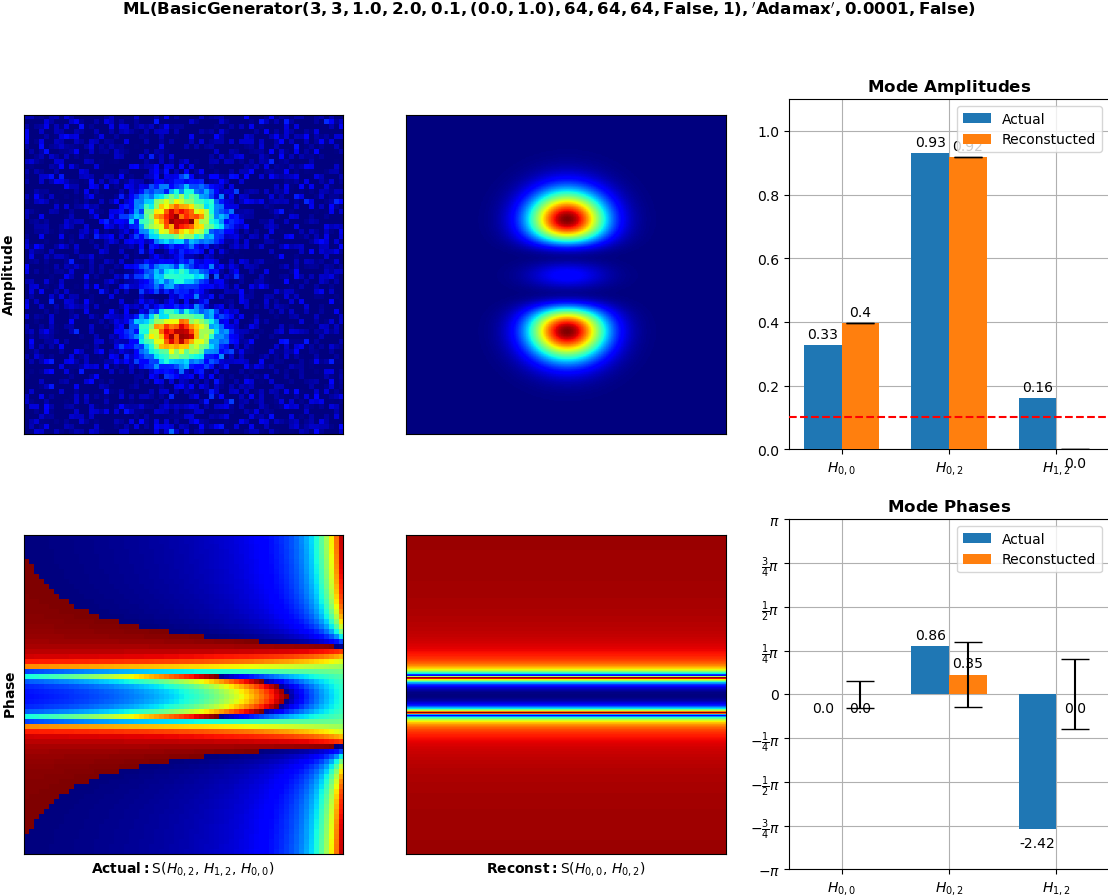 ML(BasicGenerator(3, 3, 1.0, 2.0, 0.1, (0.0, 1.0), 64, 64, 64, False, 1), 'Adamax', 0.0001, False)
Amplitude
Mode Amplitudes
Actual
Reconstucted
1.0
0.8
0.6
0.4
0.2
0.0
0.33
0.4
0.93
0.92
0.16
0.0
H0,0
H0,2
H1,2
Phase
Actual: S(H0,2, H1,2, H0,0)
Reconst: S(H0,0, H0,2)
Mode Phases
Actual
Reconstucted
π
3/4π
1/2π
1/4π
0
−1/4π
−1/2π
−3/4π
−π
0.0
0.0
0.86
0.35
-2.42
0.0
H0,0
H0,2
H1,2